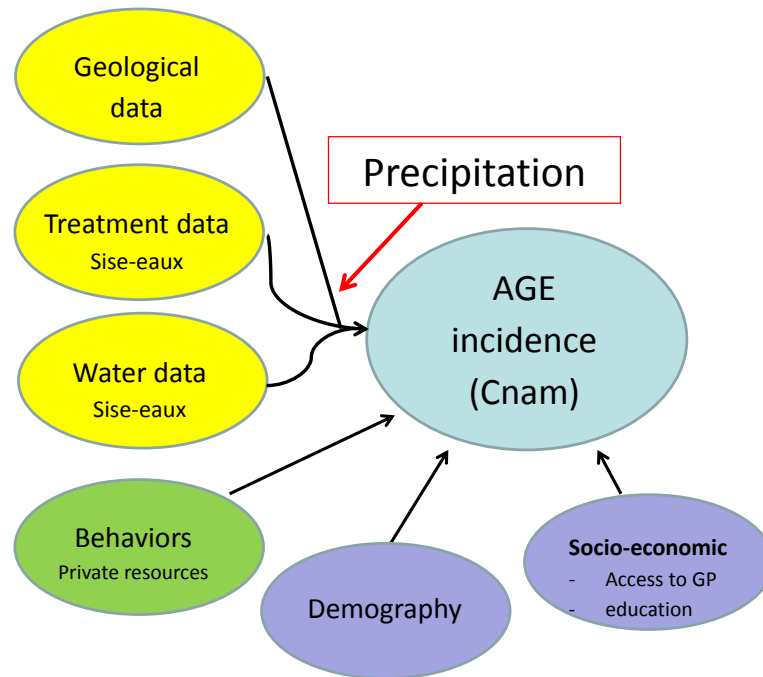 Geological
data
Precipitation
Treatment data
Sise-eaux
AGE
incidence
(Cnam)
Water data
Sise-eaux
Behaviors
Private resources
Demography
Socio-economic
- Access to GP
- education